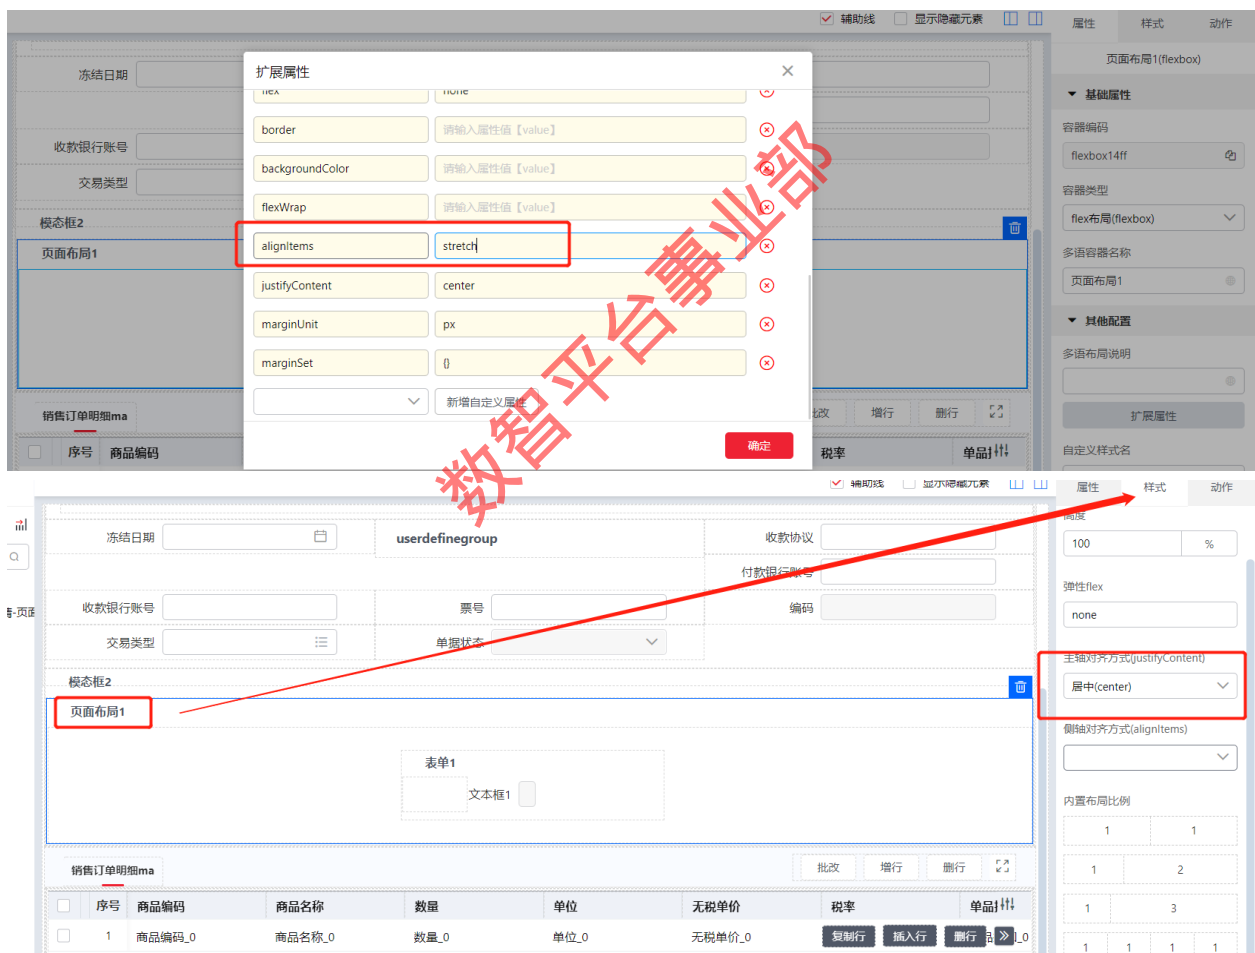 辅助线 显示隐藏元素 属性 样式 动作
冻结日期
收款银行账号
交易类型
模态框2
页面布局1
销售订单明细ma
序号 商品编码
扩展属性
flex none
border 请输入属性值【value】
backgroundColor 请输入属性值【value】
flexWrap 请输入属性值【value】
alignItems stretch
justifyContent center
marginUnit px
marginSet {}
新增自定义属性
确定
批改 增行 删行
税率 单品
页面布局1(flexbox)
基础属性
容器编码
flexbox14ff
容器类型
flex布局(flexbox)
多语容器名称
页面布局1
其他配置
多语布局说明
扩展属性
自定义样式名
数智平台事业部
辅助线 显示隐藏元素 属性 样式 动作
冻结日期 userdefinegroup 收款协议
付款银行账号
收款银行账号 票号 编码
交易类型 单据状态
模态框2
页面布局1
表单1
文本框1
销售订单明细ma 批改 增行 删行
序号 商品编码 商品名称 数量 单位 无税单价 税率 单品
1 商品编码_0 商品名称_0 数量_0 单位_0 无税单价_0 复制行 插入行 删行 _0
-页面
高度
100 %
弹性flex
none
主轴对齐方式(justifyContent)
居中(center)
侧轴对齐方式(alignItems)
内置布局比例
1 1
1 2
1 3
1 1 1 1